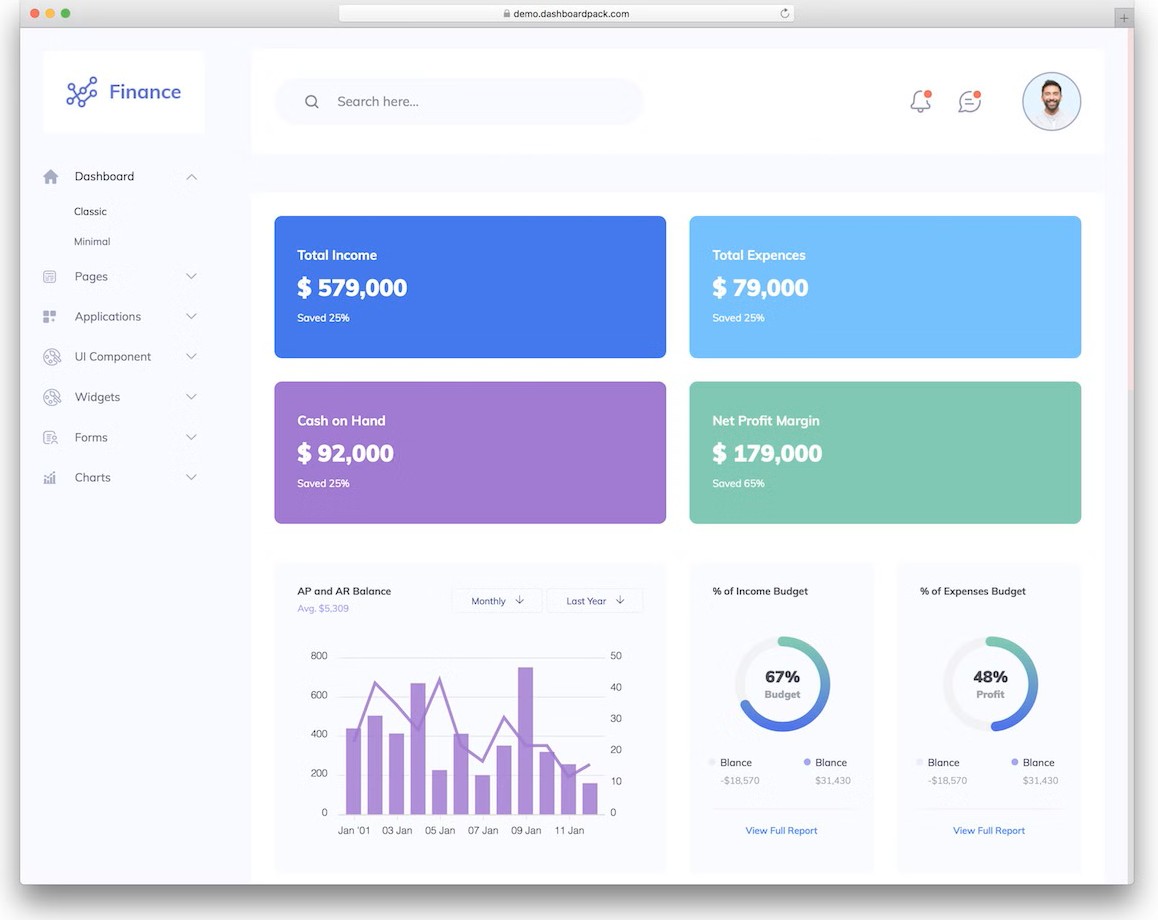 demo.dashboardpack.com
Finance
Search here...
Dashboard
Classic
Minimal
Pages
Applications
UI Component
Widgets
Forms
Charts
Total Income
$ 579,000
Saved 25%
Total Expences
$ 79,000
Saved 25%
Cash on Hand
$ 92,000
Saved 25%
Net Profit Margin
$ 179,000
Saved 65%
AP and AR Balance
Avg. $5,309
Monthly
Last Year
800
600
400
200
0
50
40
30
20
10
0
Jan '01 03 Jan 05 Jan 07 Jan 09 Jan 11 Jan
% of Income Budget
67%
Budget
Blance
-$18,570
Blance
$31,430
View Full Report
% of Expenses Budget
48%
Profit
Blance
-$18,570
Blance
$31,430
View Full Report